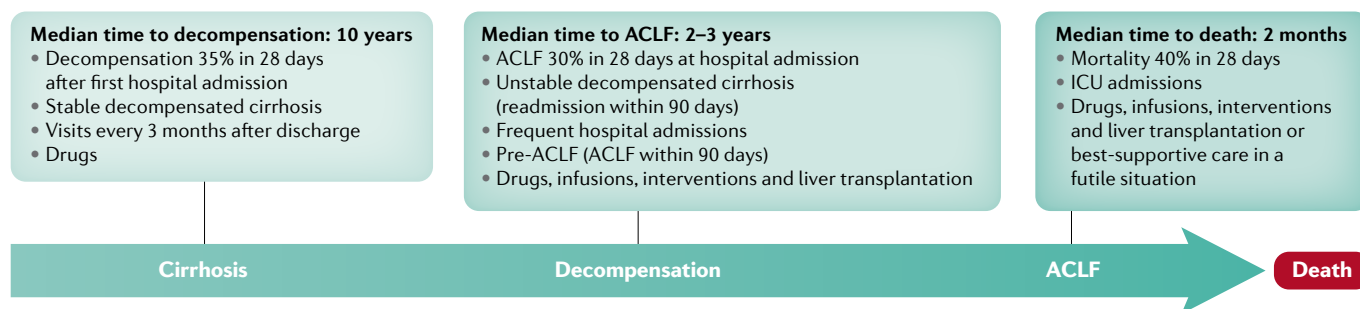 Median time to decompensation: 10 years
• Decompensation 35% in 28 days
after first hospital admission
• Stable decompensated cirrhosis
• Visits every 3 months after discharge
• Drugs
Median time to ACLF: 2–3 years
• ACLF 30% in 28 days at hospital admission
• Unstable decompensated cirrhosis
(readmission within 90 days)
• Frequent hospital admissions
• Pre-ACLF (ACLF within 90 days)
• Drugs, infusions, interventions and liver transplantation
Median time to death: 2 months
• Mortality 40% in 28 days
• ICU admissions
• Drugs, infusions, interventions
and liver transplantation or
best-supportive care in a
futile situation
Cirrhosis
Decompensation
ACLF
Death